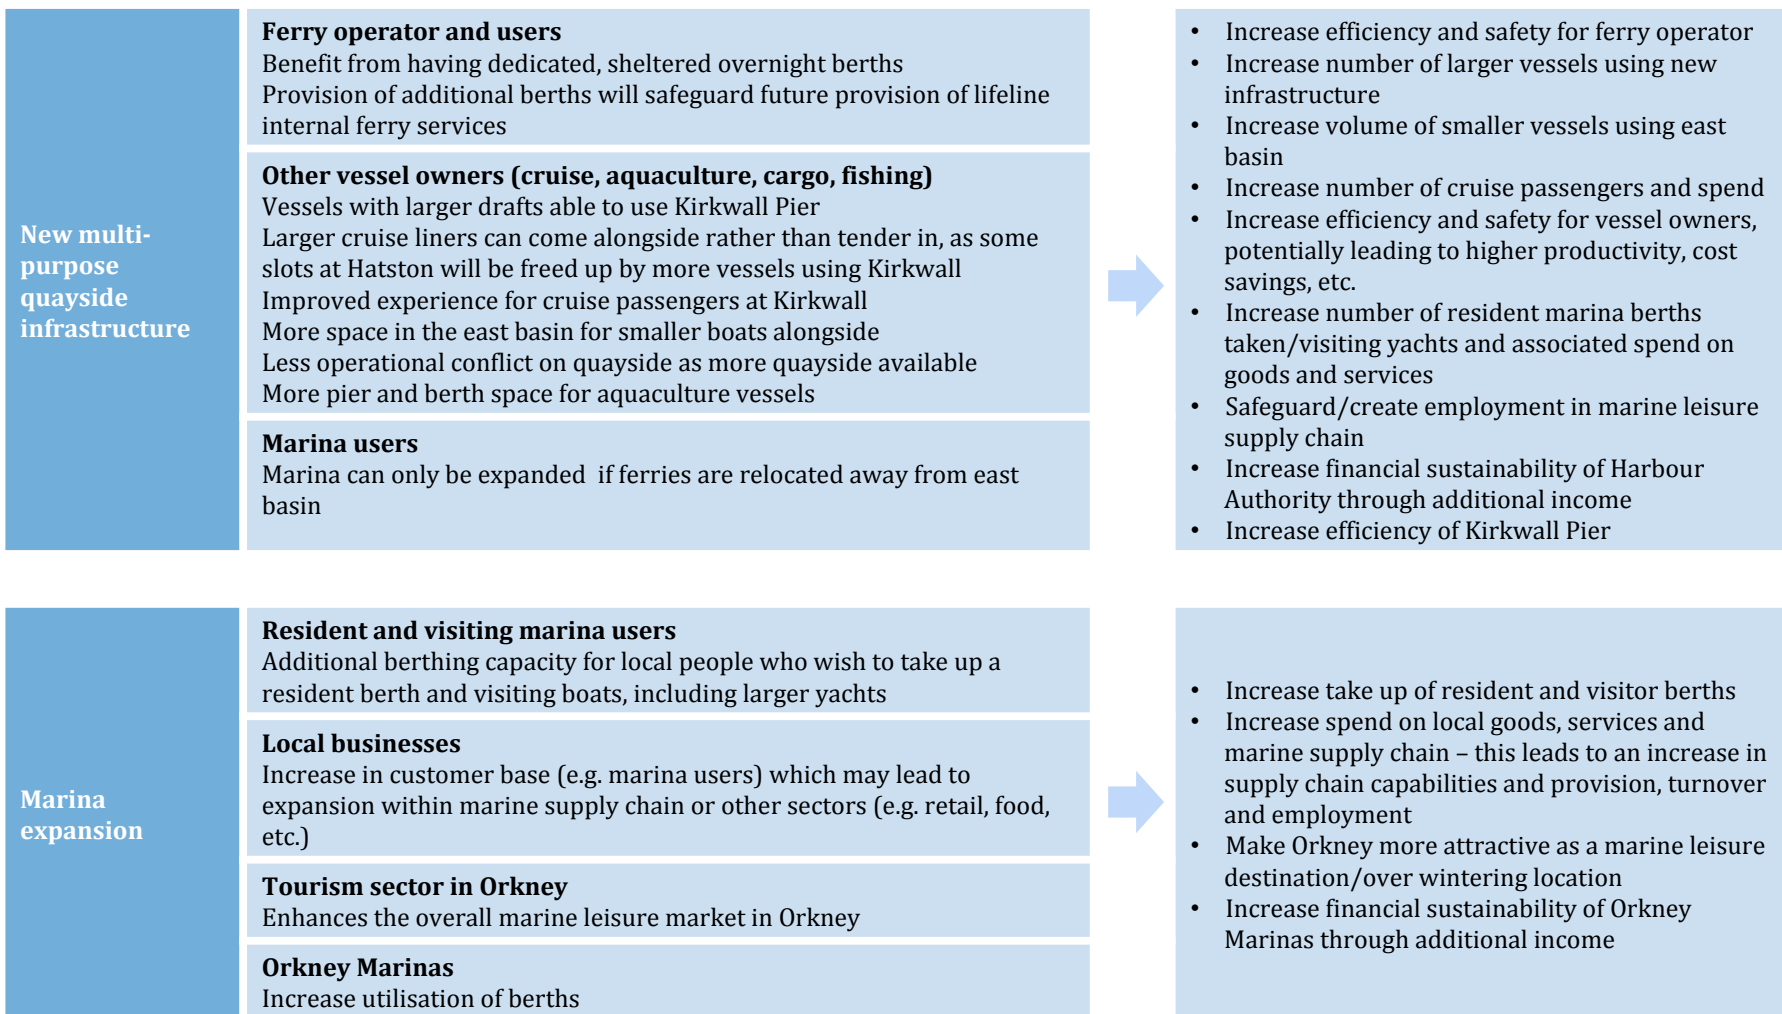 New multi-
purpose
quayside
infrastructure
Ferry operator and users
Benefit from having dedicated, sheltered overnight berths
Provision of additional berths will safeguard future provision of lifeline
internal ferry services
Other vessel owners (cruise, aquaculture, cargo, fishing)
Vessels with larger drafts able to use Kirkwall Pier
Larger cruise liners can come alongside rather than tender in, as some
slots at Hatston will be freed up by more vessels using Kirkwall
Improved experience for cruise passengers at Kirkwall
More space in the east basin for smaller boats alongside
Less operational conflict on quayside as more quayside available
More pier and berth space for aquaculture vessels
Marina users
Marina can only be expanded  if ferries are relocated away from east
basin
• Increase efficiency and safety for ferry operator
• Increase number of larger vessels using new
infrastructure
• Increase volume of smaller vessels using east
basin
• Increase number of cruise passengers and spend
• Increase efficiency and safety for vessel owners,
potentially leading to higher productivity, cost
savings, etc.
• Increase number of resident marina berths
taken/visiting yachts and associated spend on
goods and services
• Safeguard/create employment in marine leisure
supply chain
• Increase financial sustainability of Harbour
Authority through additional income
• Increase efficiency of Kirkwall Pier
Marina
expansion
Resident and visiting marina users
Additional berthing capacity for local people who wish to take up a
resident berth and visiting boats, including larger yachts
Local businesses
Increase in customer base (e.g. marina users) which may lead to
expansion within marine supply chain or other sectors (e.g. retail, food,
etc.)
Tourism sector in Orkney
Enhances the overall marine leisure market in Orkney
Orkney Marinas
Increase utilisation of berths
• Increase take up of resident and visitor berths
• Increase spend on local goods, services and
marine supply chain – this leads to an increase in
supply chain capabilities and provision, turnover
and employment
• Make Orkney more attractive as a marine leisure
destination/over wintering location
• Increase financial sustainability of Orkney
Marinas through additional income